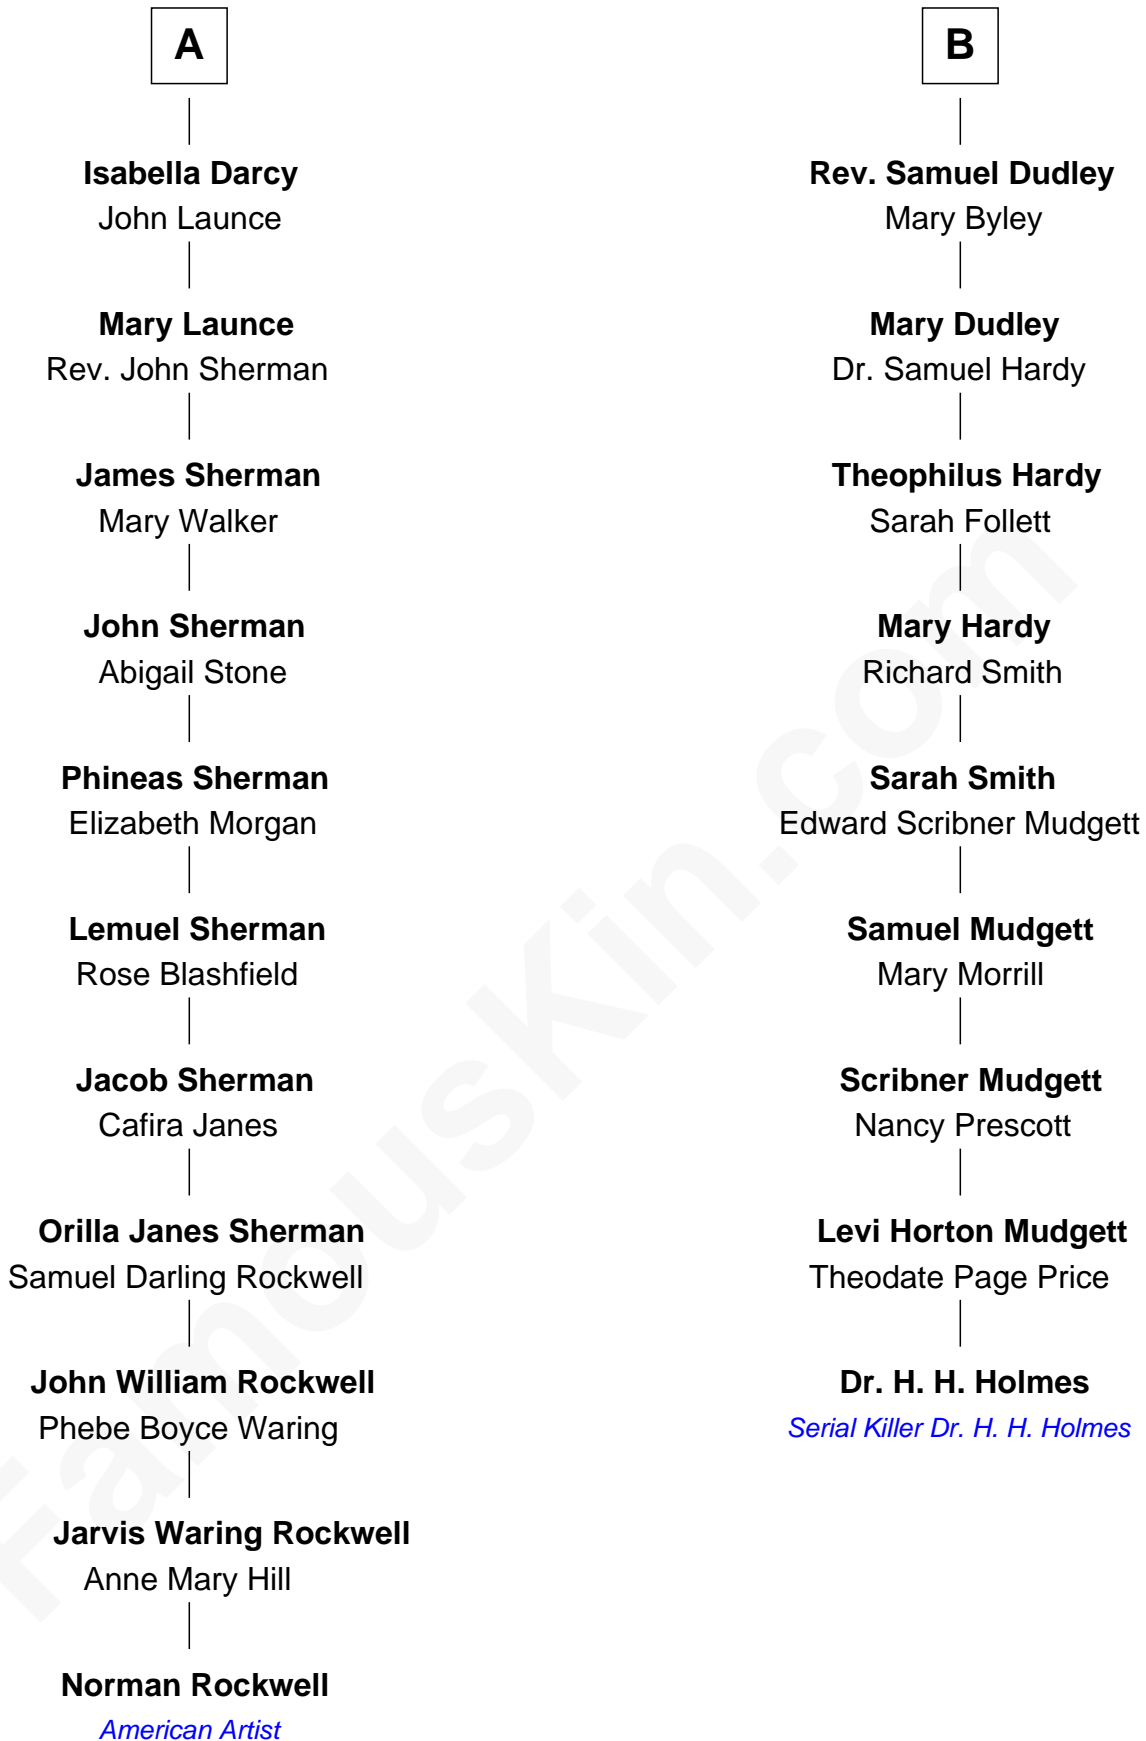 A
Isabella Darcy
John Launce
Mary Launce
Rev. John Sherman
James Sherman
Mary Walker
John Sherman
Abigail Stone
Phineas Sherman
Elizabeth Morgan
Lemuel Sherman
Rose Blashfield
Jacob Sherman
Cafira Janes
Orilla Janes Sherman
Samuel Darling Rockwell
John William Rockwell
Phebe Boyce Waring
Jarvis Waring Rockwell
Anne Mary Hill
Norman Rockwell
American Artist
B
Rev. Samuel Dudley
Mary Byley
Mary Dudley
Dr. Samuel Hardy
Theophilus Hardy
Sarah Follett
Mary Hardy
Richard Smith
Sarah Smith
Edward Scribner Mudgett
Samuel Mudgett
Mary Morrill
Scribner Mudgett
Nancy Prescott
Levi Horton Mudgett
Theodate Page Price
Dr. H. H. Holmes
Serial Killer Dr. H. H. Holmes
FamousKin.com